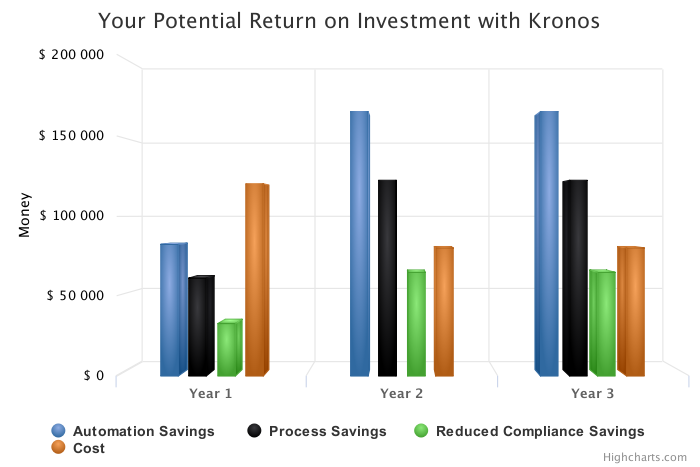 Your Potential Return on Investment with Kronos
$ 200 000
$ 150 000
$ 100 000
$ 50 000
$ 0
Money
Year 1
Year 2
Year 3
Automation Savings
Process Savings
Reduced Compliance Savings
Cost
Highcharts.com